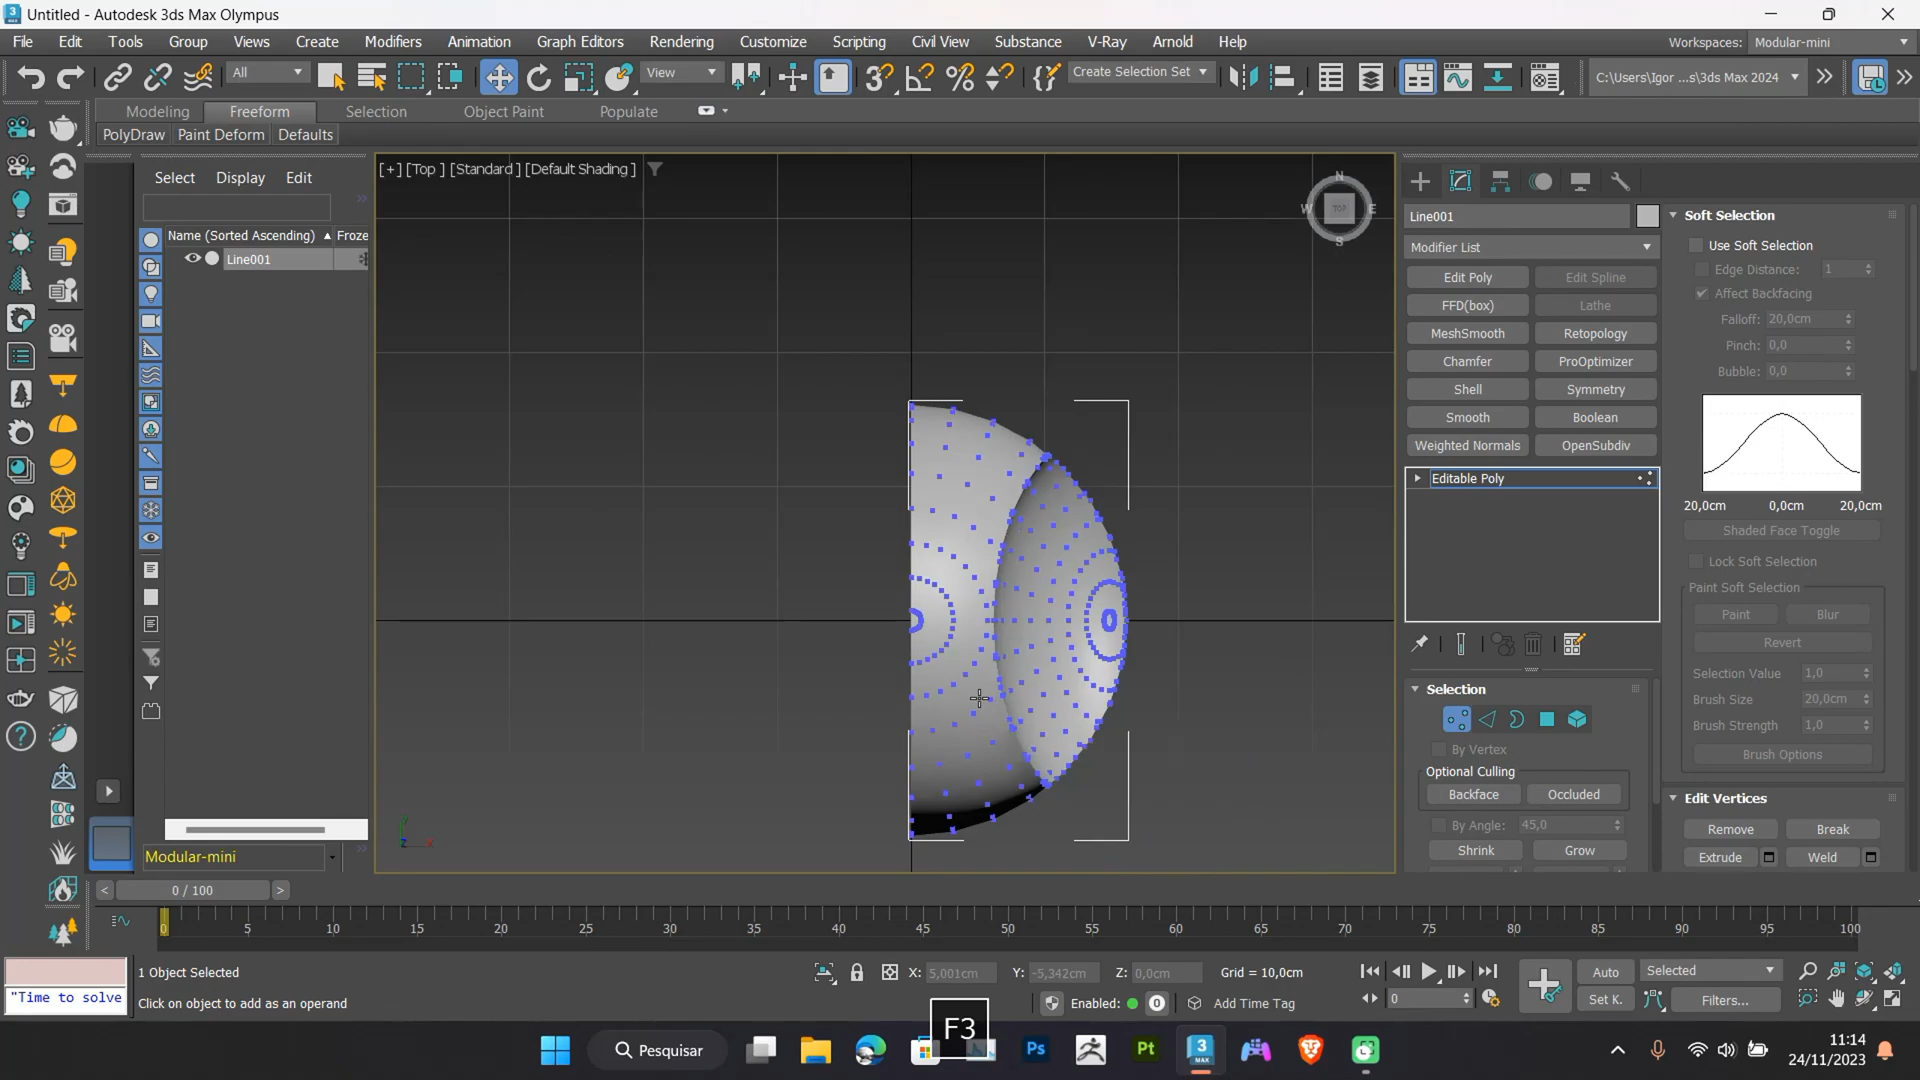 Untitled - Autodesk 3ds Max Olympus
File Edit Tools Group Views Create Modifiers Animation Graph Editors Rendering Customize Scripting Civil View Substance V-Ray Arnold Help Workspaces: Modular-mini
All View Create Selection Set C:\Users\Igor ...s\3ds Max 2024
Modeling Freeform Selection Object Paint Populate
PolyDraw Paint Deform Defaults
Select Display Edit
Name (Sorted Ascending) Froze
Line001
Modular-mini
[+] [Top ] [Standard ] [Default Shading ]
N
W TOP E
S
y
z x
Line001
Modifier List
Edit Poly Edit Spline
FFD(box) Lathe
MeshSmooth Retopology
Chamfer ProOptimizer
Shell Symmetry
Smooth Boolean
Weighted Normals OpenSubdiv
Editable Poly
Selection
By Vertex
Optional Culling
Backface Occluded
By Angle: 45,0
Shrink Grow
Soft Selection
Use Soft Selection
Edge Distance: 1
Affect Backfacing
Falloff: 20,0cm
Pinch: 0,0
Bubble: 0,0
20,0cm 0,0cm 20,0cm
Shaded Face Toggle
Lock Soft Selection
Paint Soft Selection
Paint Blur
Revert
Selection Value 1,0
Brush Size 20,0cm
Brush Strength 1,0
Brush Options
Edit Vertices
Remove Break
Extrude Weld
< 0 / 100 >
0 5 10 15 20 25 30 35 40 45 50 55 60 65 70 75 80 85 90 95 100
"Time to solve
1 Object Selected
Click on object to add as an operand
X: 5,001cm Y: -5,342cm Z: 0,0cm Grid = 10,0cm
Enabled: 0 Add Time Tag
0
Auto Selected
Set K. Filters...
F3
Pesquisar
Ps
Pt
3
MAX
11:14
24/11/2023